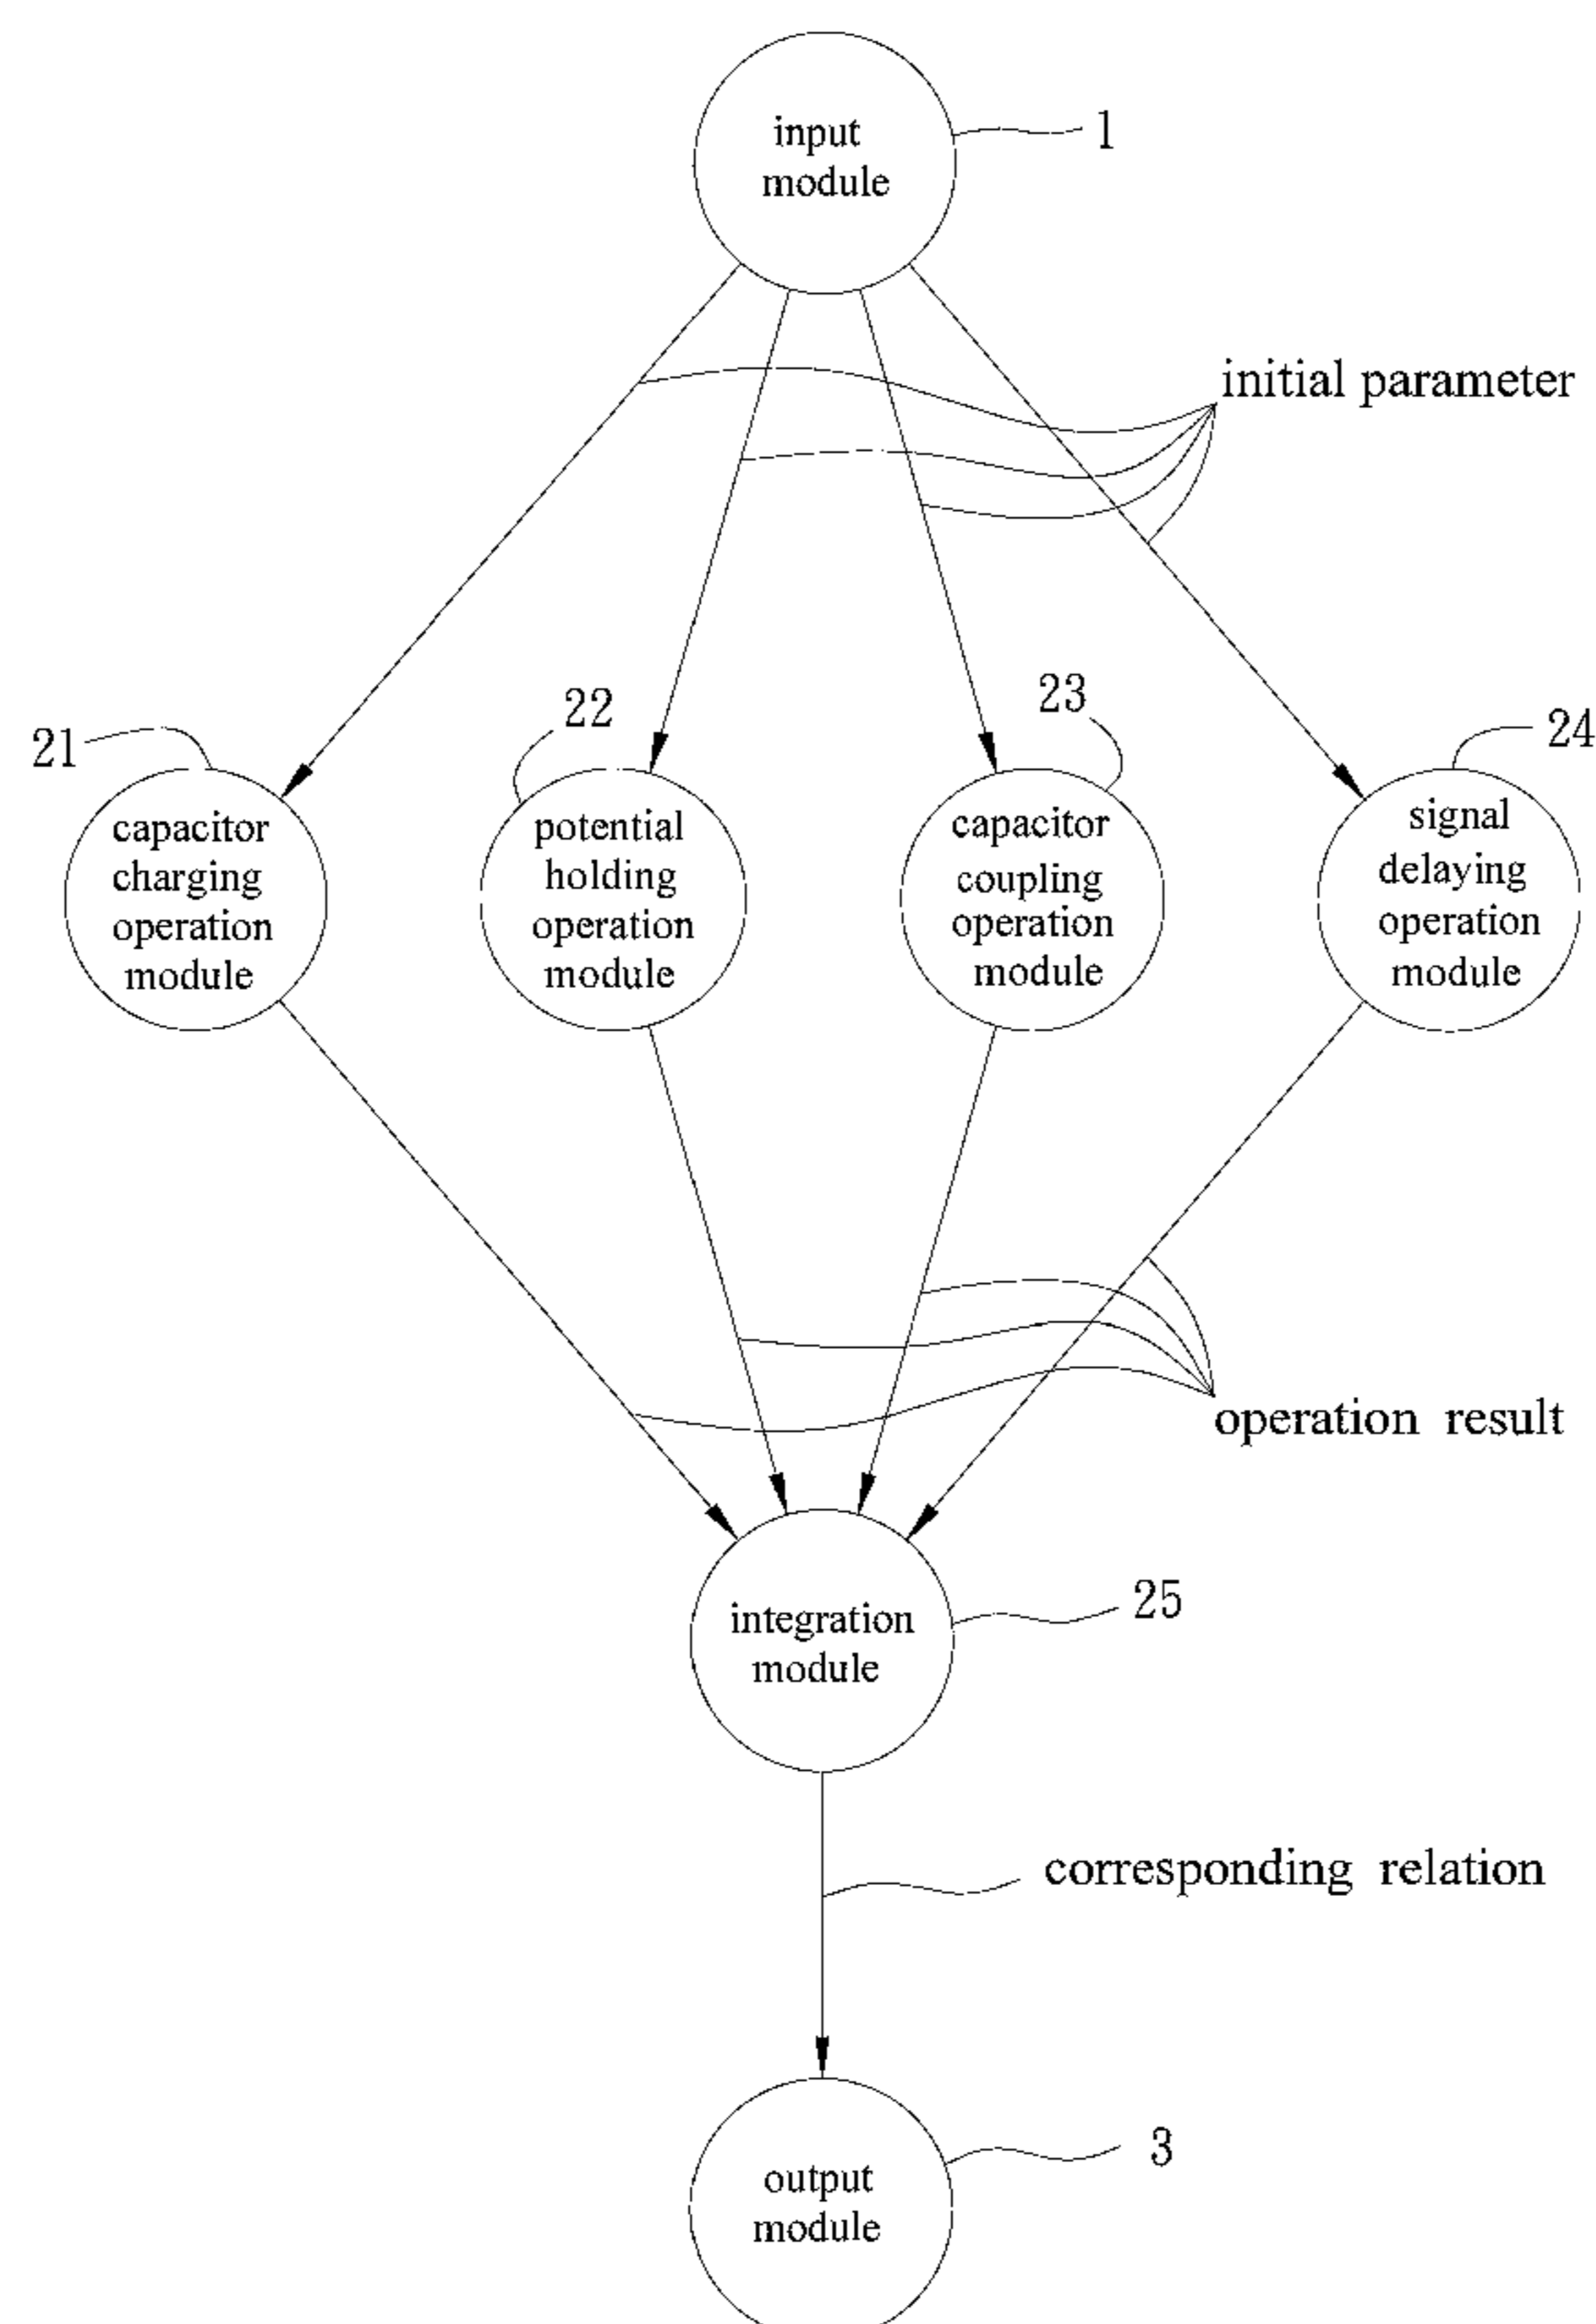 input
module
1
initial parameter
21
22
23
24
capacitor
charging
operation
module
potential
holding
operation
module
capacitor
coupling
operation
module
signal
delaying
operation
module
operation result
integration
module
25
corresponding relation
output
module
3